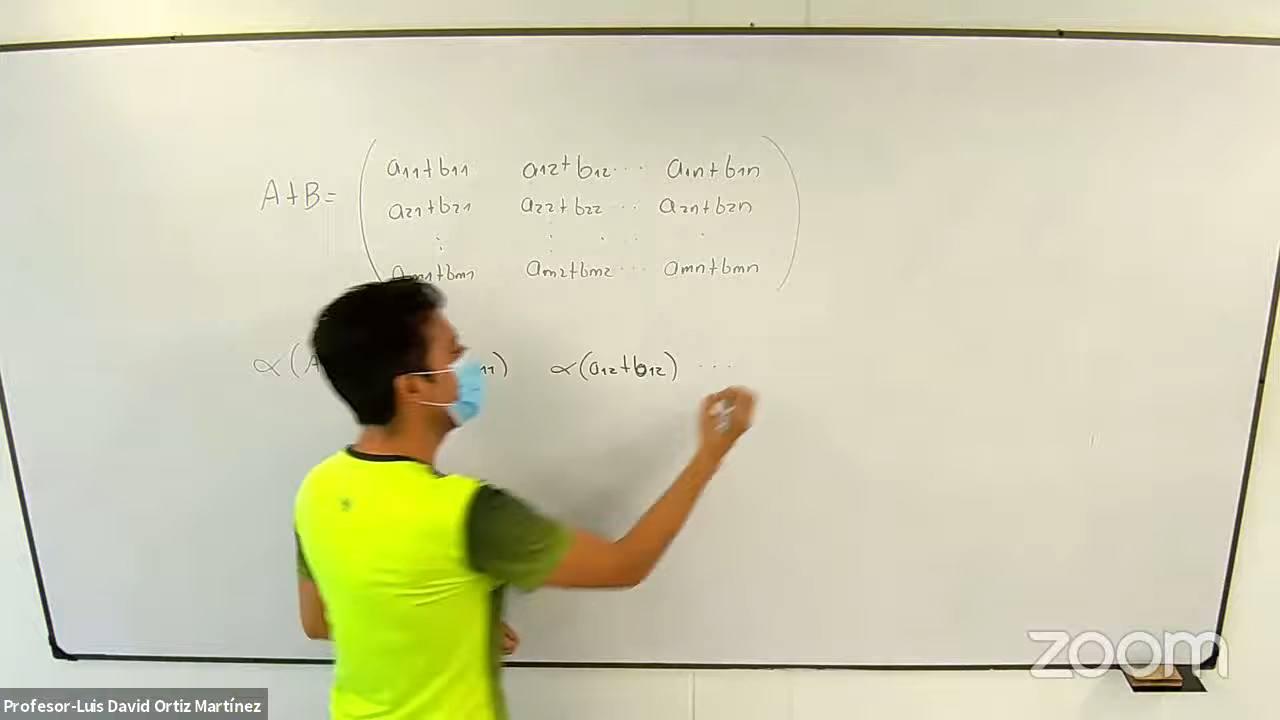 A+B=
a11+b11 a12+b12 ... a1n+b1n
a21+b21 a22+b22 ... a2n+b2n
⋮ ⋮ ⋱ ⋮
am1+bm1 am2+bm2 ... amn+bmn
∝(A 11) ∝(a12+b12) ...
zoom
Profesor-Luis David Ortiz Martínez